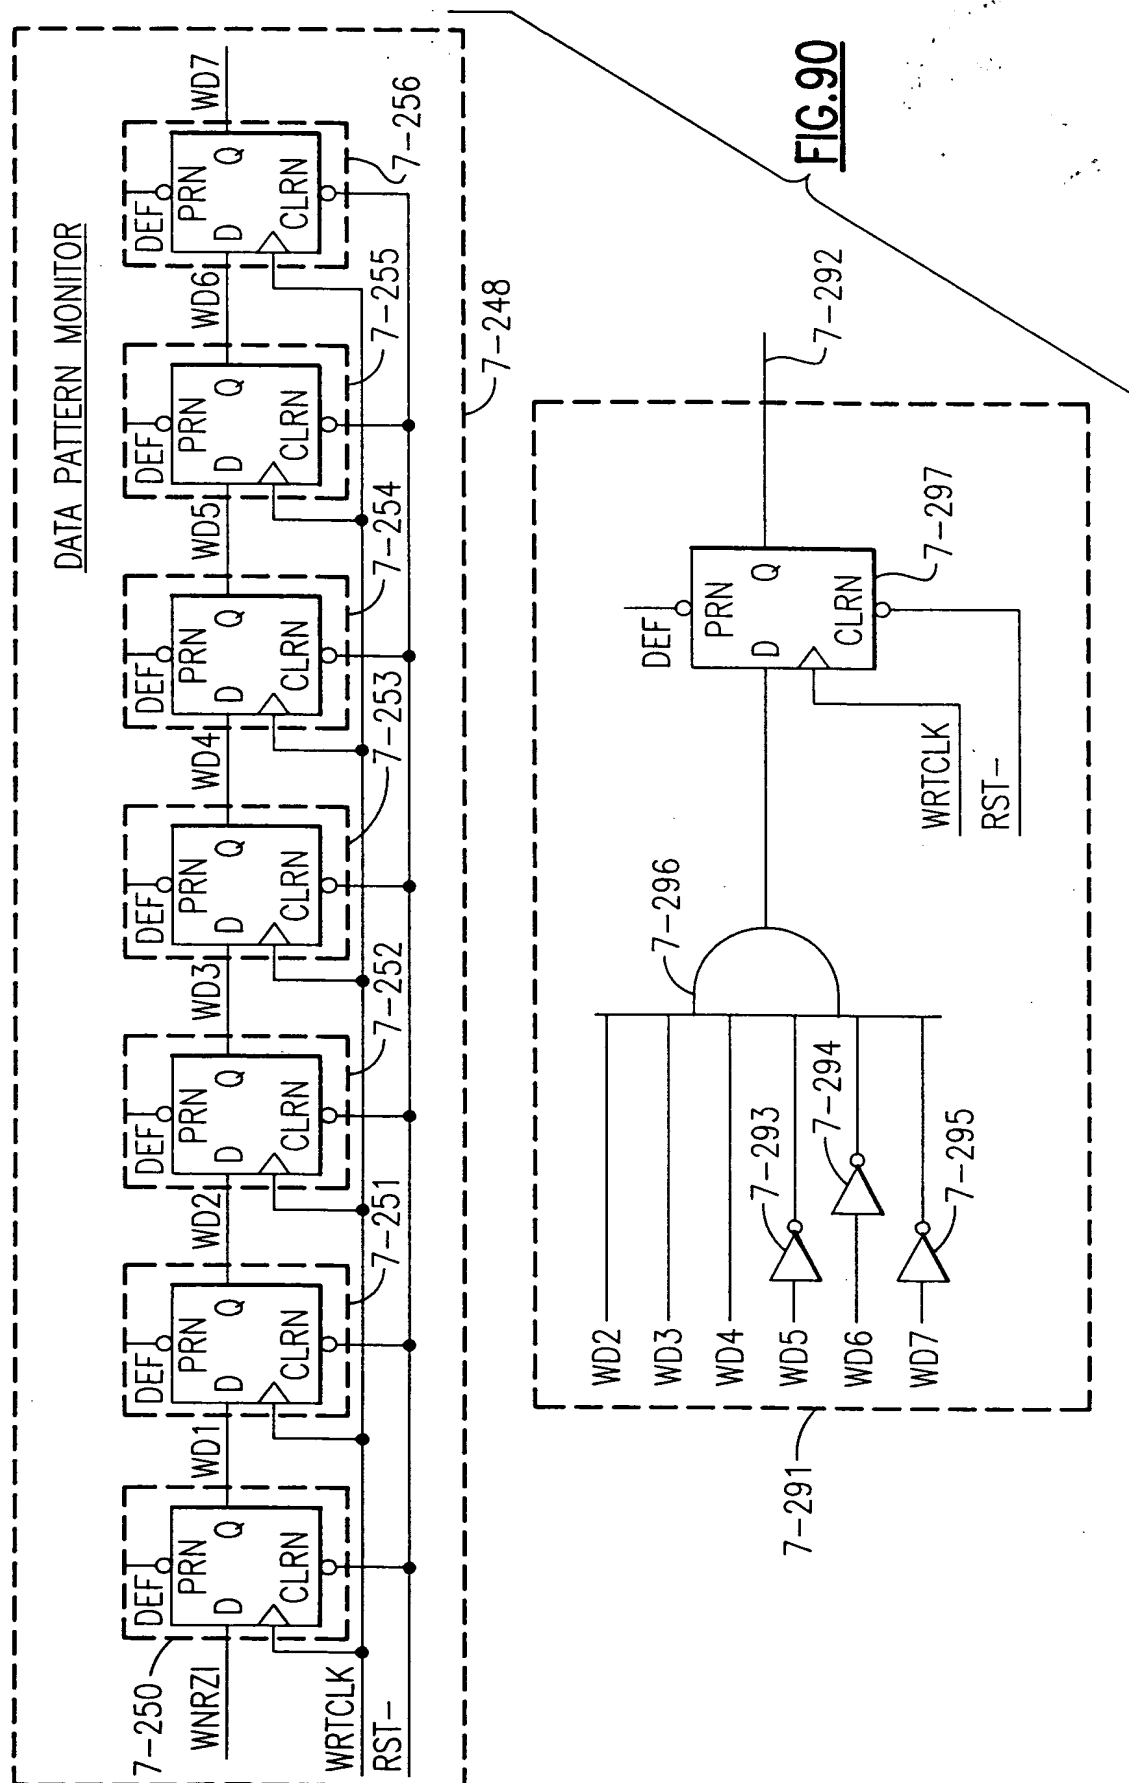 DATA PATTERN MONITOR
7-250
DEF
PRN
D
Q
CLRN
WNRZI
WD1
DEF
PRN
D
Q
CLRN
7-251
WD2
DEF
PRN
D
Q
CLRN
7-252
WD3
DEF
PRN
D
Q
CLRN
7-253
WD4
DEF
PRN
D
Q
CLRN
7-254
WD5
DEF
PRN
D
Q
CLRN
7-255
WD6
DEF
PRN
D
Q
CLRN
7-256
WD7
WRTCLK
RST-
7-248
7-291
WD2
WD3
WD4
WD5
WD6
WD7
7-293
7-294
7-295
7-296
DEF
PRN
D
Q
CLRN
7-297
WRTCLK
RST-
7-292
FIG.90